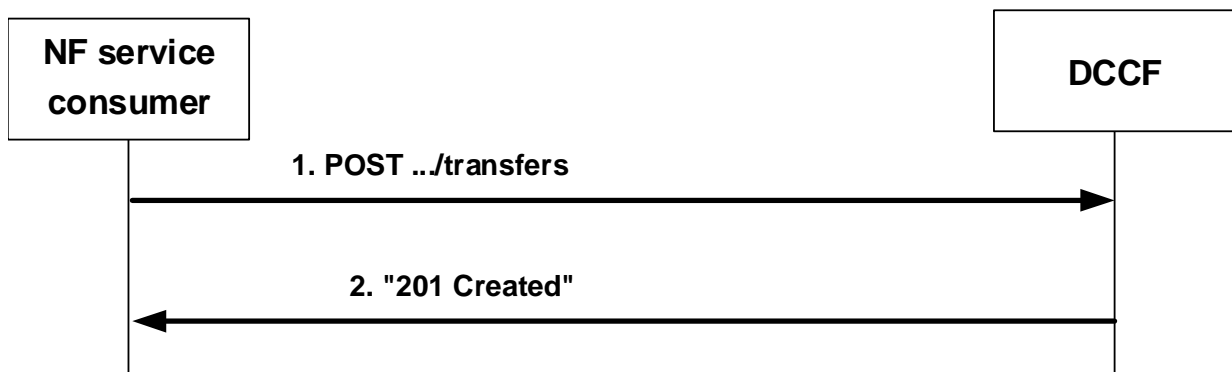 NF service
consumer
DCCF
1. POST .../transfers
2. "201 Created"